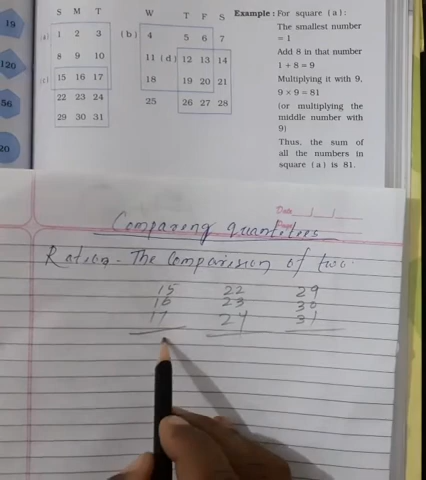 S M T
W T F S
(a) 1 2 3 (b) 4 5 6 7
8 9 10 11 (d) 12 13 14
(c) 15 16 17 18 19 20 21
22 23 24 25 26 27 28
29 30 31
19
120
56
20
Example : For square (a) :
The smallest number
= 1
Add 8 in that number
1 + 8 = 9
Multiplying it with 9,
9 × 9 = 81
(or multiplying the
middle number with
9)
Thus, the sum of
all the numbers in
square (a) is 81.
Date
Comparing quantities
The Comparision of two
15 22 29
16 23 30
17 24 31